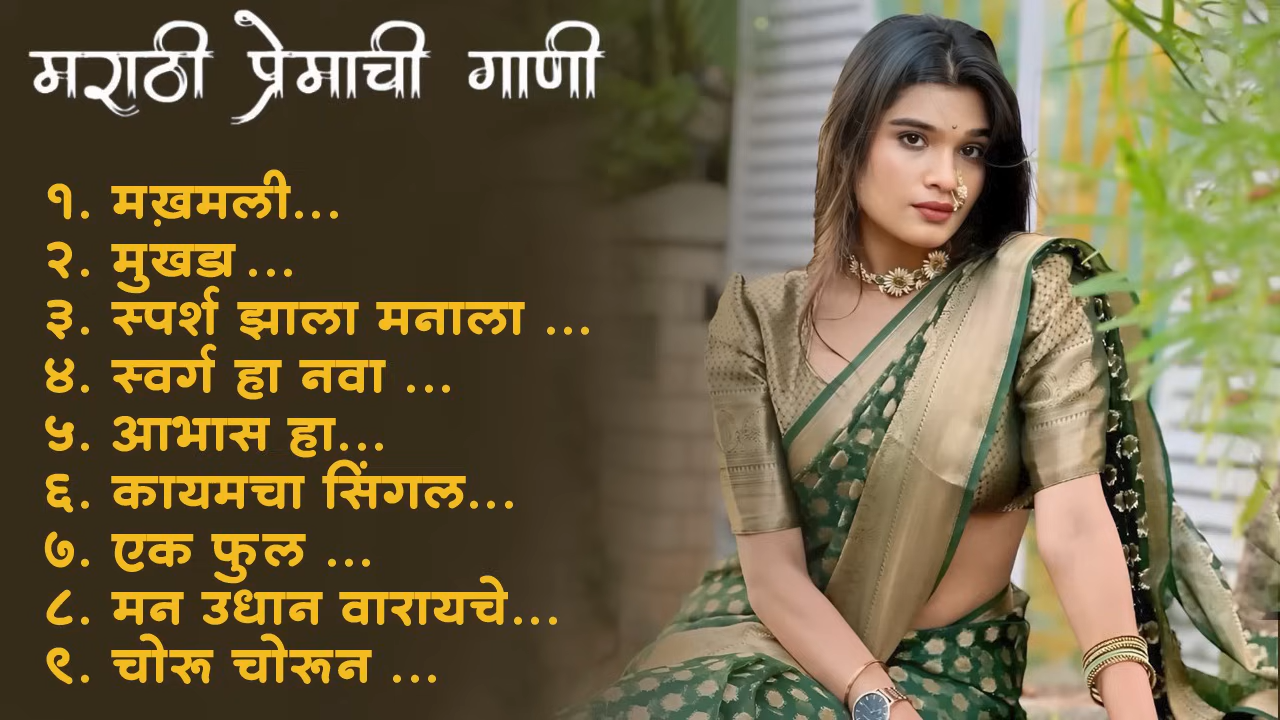 मराठी प्रेमाची गाणी
१. मख़मली...
२. मुखडा ...
३. स्पर्श झाला मनाला ...
४. स्वर्ग हा नवा ...
५. आभास हा...
६. कायमचा सिंगल...
७. एक फुल ...
८. मन उधान वारायचे...
९. चोरू चोरून ...